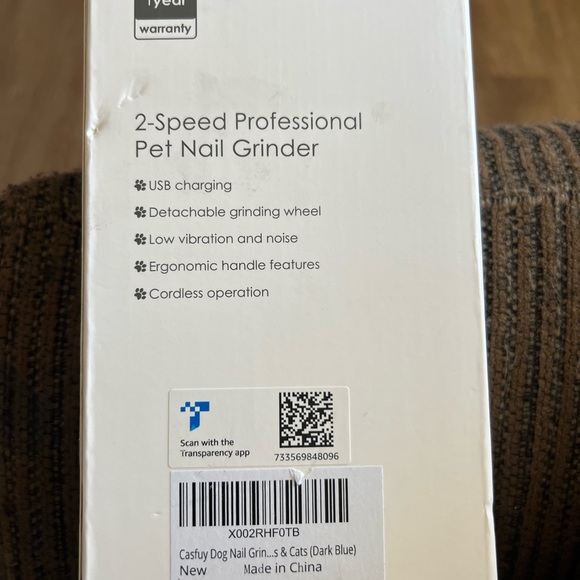 1year
warranty
2-Speed Professional
Pet Nail Grinder
USB charging
Detachable grinding wheel
Low vibration and noise
Ergonomic handle features
Cordless operation
Scan with the
Transparency app
733569848096
X002RHF0TB
Casfuy Dog Nail Grin...s & Cats (Dark Blue)
New Made in China